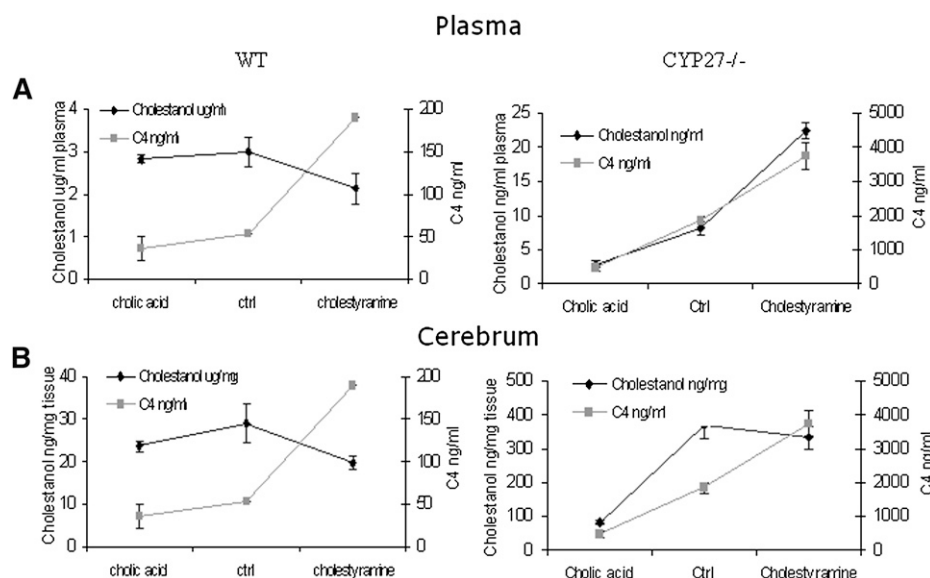 Plasma
WT
CYP27-/-
A
Cholestanol ug/ml
C4 ng/ml
Cholestanol ug/ml plasma
4
3
2
1
0
200
150
100
50
0
C4 ng/ml
cholic acid
ctrl
cholestyramine
Cholestanol ng/ml
C4 ng/ml
Cholestanol ng/ml plasma
25
20
15
10
5
0
5000
4000
3000
2000
1000
0
C4 ng/ml
Cholic acid
Ctrl
Cholestyramine
Cerebrum
B
Cholestanol ug/mg
C4 ng/ml
Cholestanol ng/mg tissue
40
30
20
10
0
200
150
100
50
0
C4 ng/ml
cholic acid
ctrl
cholestyramine
Cholestanol ng/mg
C4 ng/ml
Cholestanol ng/mg tissue
500
400
300
200
100
0
5000
4000
3000
2000
1000
0
C4 ng/ml
Cholic acid
Ctrl
Cholestyramine